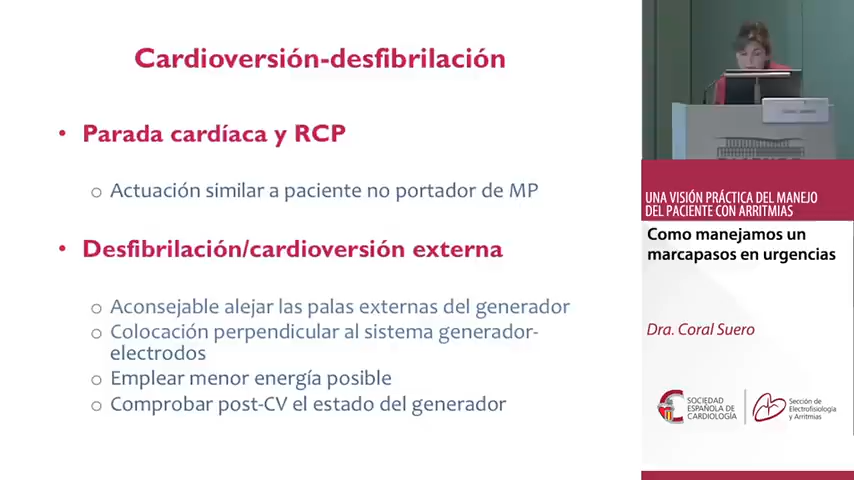 Cardioversión-desfibrilación
• Parada cardíaca y RCP
o Actuación similar a paciente no portador de MP
• Desfibrilación/cardioversión externa
o Aconsejable alejar las palas externas del generador
o Colocación perpendicular al sistema generador-
electrodos
o Emplear menor energía posible
o Comprobar post-CV el estado del generador
UNA VISIÓN PRÁCTICA DEL MANEJO
DEL PACIENTE CON ARRITMIAS
Como manejamos un
marcapasos en urgencias
Dra. Coral Suero
SOCIEDAD
ESPAÑOLA DE
CARDIOLOGÍA
Sección de
Electrofisiología
y Arritmias